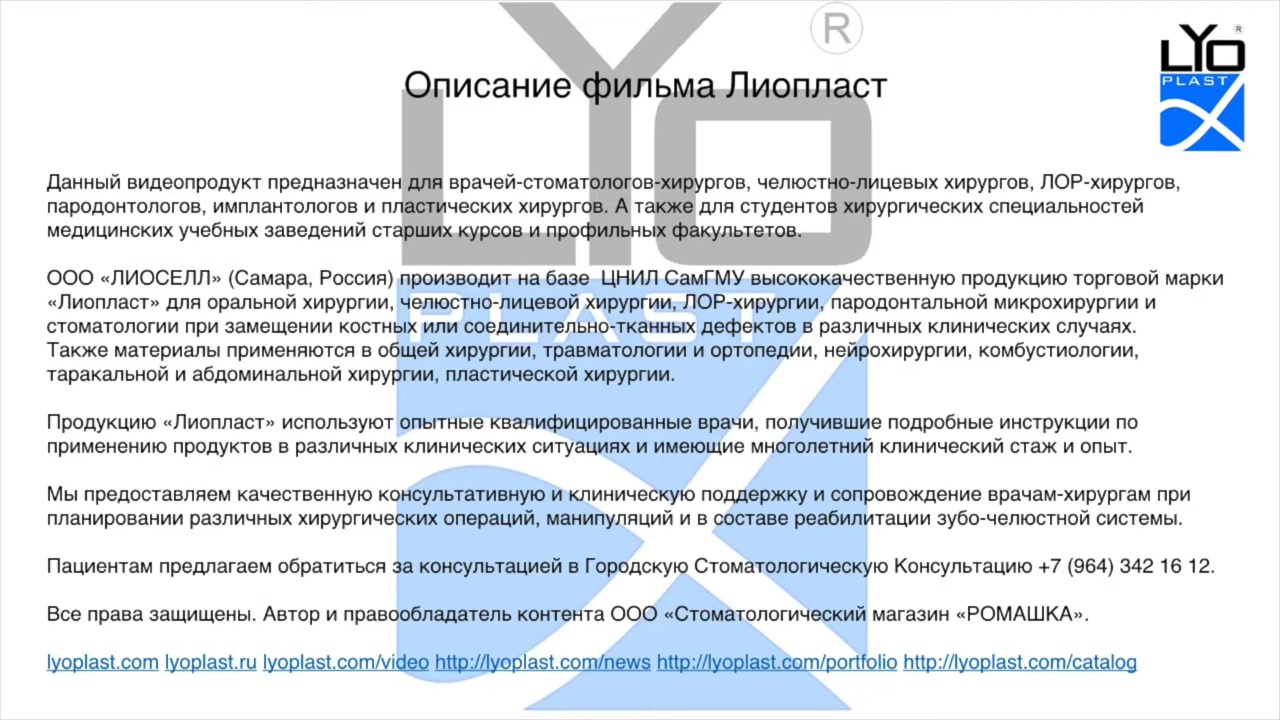 LYO
PLAST
®
Описание фильма Лиопласт
LYO ®
PLAST
Данный видеопродукт предназначен для врачей-стоматологов-хирургов, челюстно-лицевых хирургов, ЛОР-хирургов,
пародонтологов, имплантологов и пластических хирургов. А также для студентов хирургических специальностей
медицинских учебных заведений старших курсов и профильных факультетов.
ООО «ЛИОСЕЛЛ» (Самара, Россия) производит на базе ЦНИЛ СамГМУ высококачественную продукцию торговой марки
«Лиопласт» для оральной хирургии, челюстно-лицевой хирургии, ЛОР-хирургии, пародонтальной микрохирургии и
стоматологии при замещении костных или соединительно-тканных дефектов в различных клинических случаях.
Также материалы применяются в общей хирургии, травматологии и ортопедии, нейрохирургии, комбустиологии,
таракальной и абдоминальной хирургии, пластической хирургии.
Продукцию «Лиопласт» используют опытные квалифицированные врачи, получившие подробные инструкции по
применению продуктов в различных клинических ситуациях и имеющие многолетний клинический стаж и опыт.
Мы предоставляем качественную консультативную и клиническую поддержку и сопровождение врачам-хирургам при
планировании различных хирургических операций, манипуляций и в составе реабилитации зубо-челюстной системы.
Пациентам предлагаем обратиться за консультацией в Городскую Стоматологическую Консультацию +7 (964) 342 16 12.
Все права защищены. Автор и правообладатель контента ООО «Стоматологический магазин «РОМАШКА».
lyoplast.com lyoplast.ru lyoplast.com/video http://lyoplast.com/news http://lyoplast.com/portfolio http://lyoplast.com/catalog